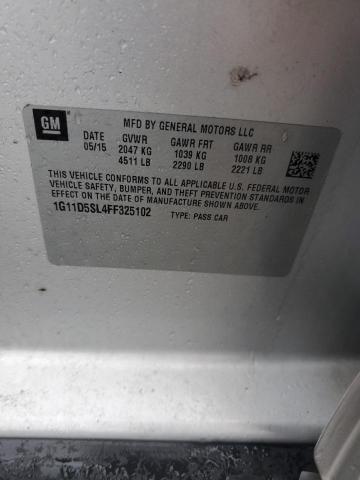 GM
MFD BY GENERAL MOTORS LLC
DATE GVWR GAWR FRT GAWR RR
05/15 2047 KG 1039 KG 1008 KG
4511 LB 2290 LB 2221 LB
THIS VEHICLE CONFORMS TO ALL APPLICABLE U.S. FEDERAL MOTOR
VEHICLE SAFETY, BUMPER, AND THEFT PREVENTION STANDARDS IN
EFFECT ON THE DATE OF MANUFACTURE SHOWN ABOVE.
1G11D5SL4FF325102 TYPE: PASS CAR